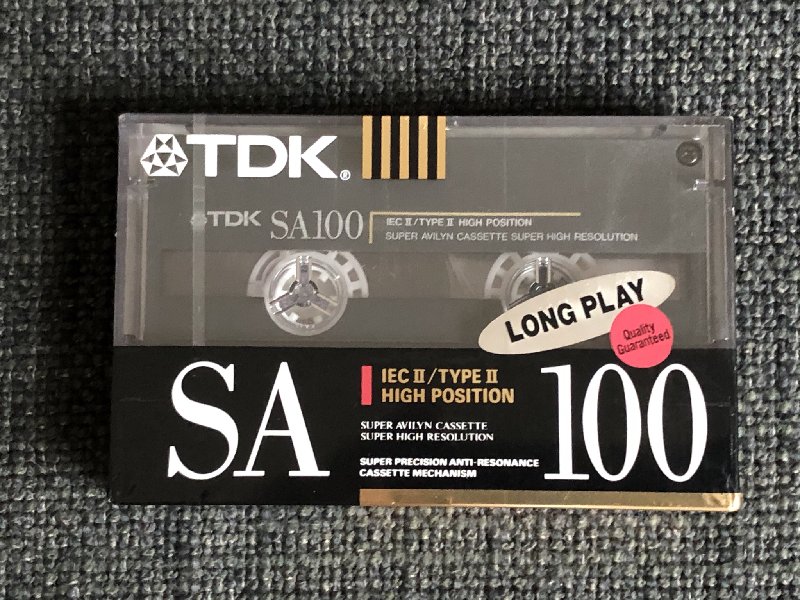 TDK®
TDK SA100
IEC II/TYPE II HIGH POSITION
SUPER AVILYN CASSETTE SUPER HIGH RESOLUTION
LONG PLAY
Quality
Guaranteed
SA
IEC II/TYPE II
HIGH POSITION
SUPER AVILYN CASSETTE
SUPER HIGH RESOLUTION
SUPER PRECISION ANTI-RESONANCE
CASSETTE MECHANISM
100